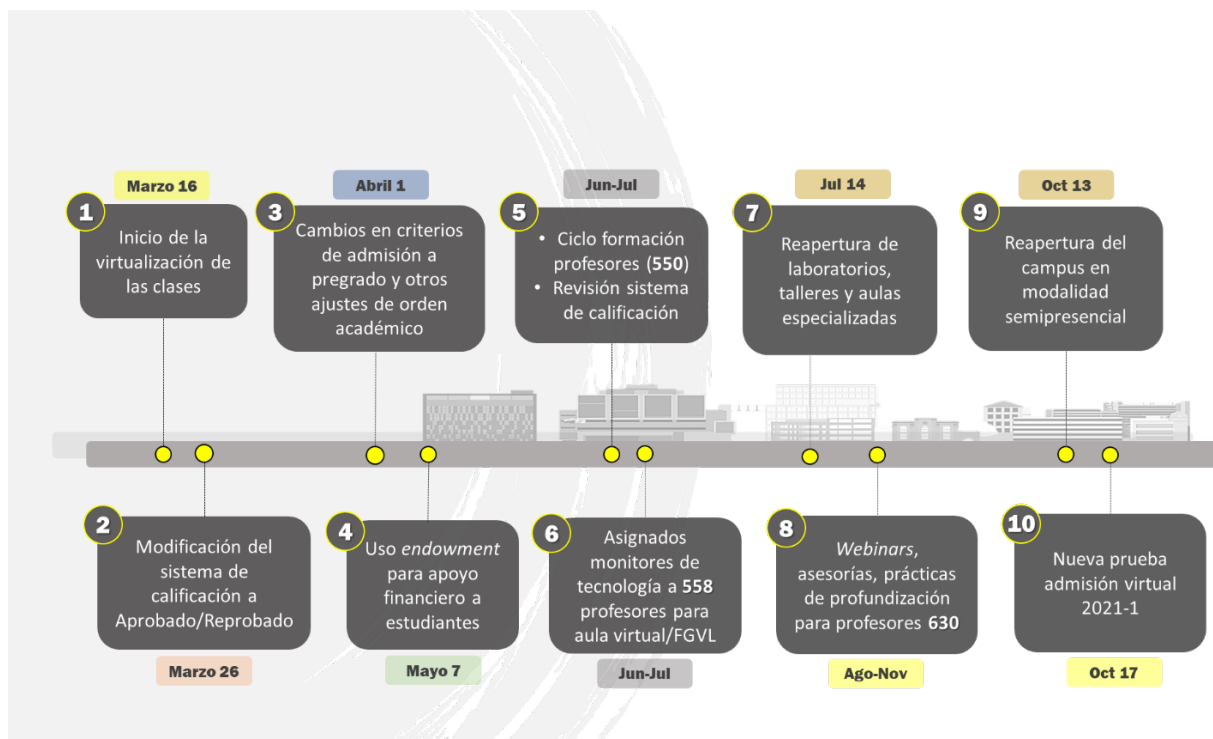 Marzo 16
1
Inicio de la
virtualización de
las clases
2
Modificación del
sistema de
calificación a
Aprobado/Reprobado
Marzo 26
Abril 1
3
Cambios en criterios
de admisión a
pregrado y otros
ajustes de orden
académico
4
Uso endowment
para apoyo
financiero a
estudiantes
Mayo 7
Jun-Jul
5
• Ciclo formación
profesores (550)
• Revisión sistema
de calificación
6
Asignados
monitores de
tecnología a 558
profesores para
aula virtual/FGVL
Jun-Jul
Jul 14
7
Reapertura de
laboratorios,
talleres y aulas
especializadas
8
Webinars,
asesorías, prácticas
de profundización
para profesores 630
Ago-Nov
Oct 13
9
Reapertura del
campus en
modalidad
semipresencial
10
Nueva prueba
admisión virtual
2021-1
Oct 17